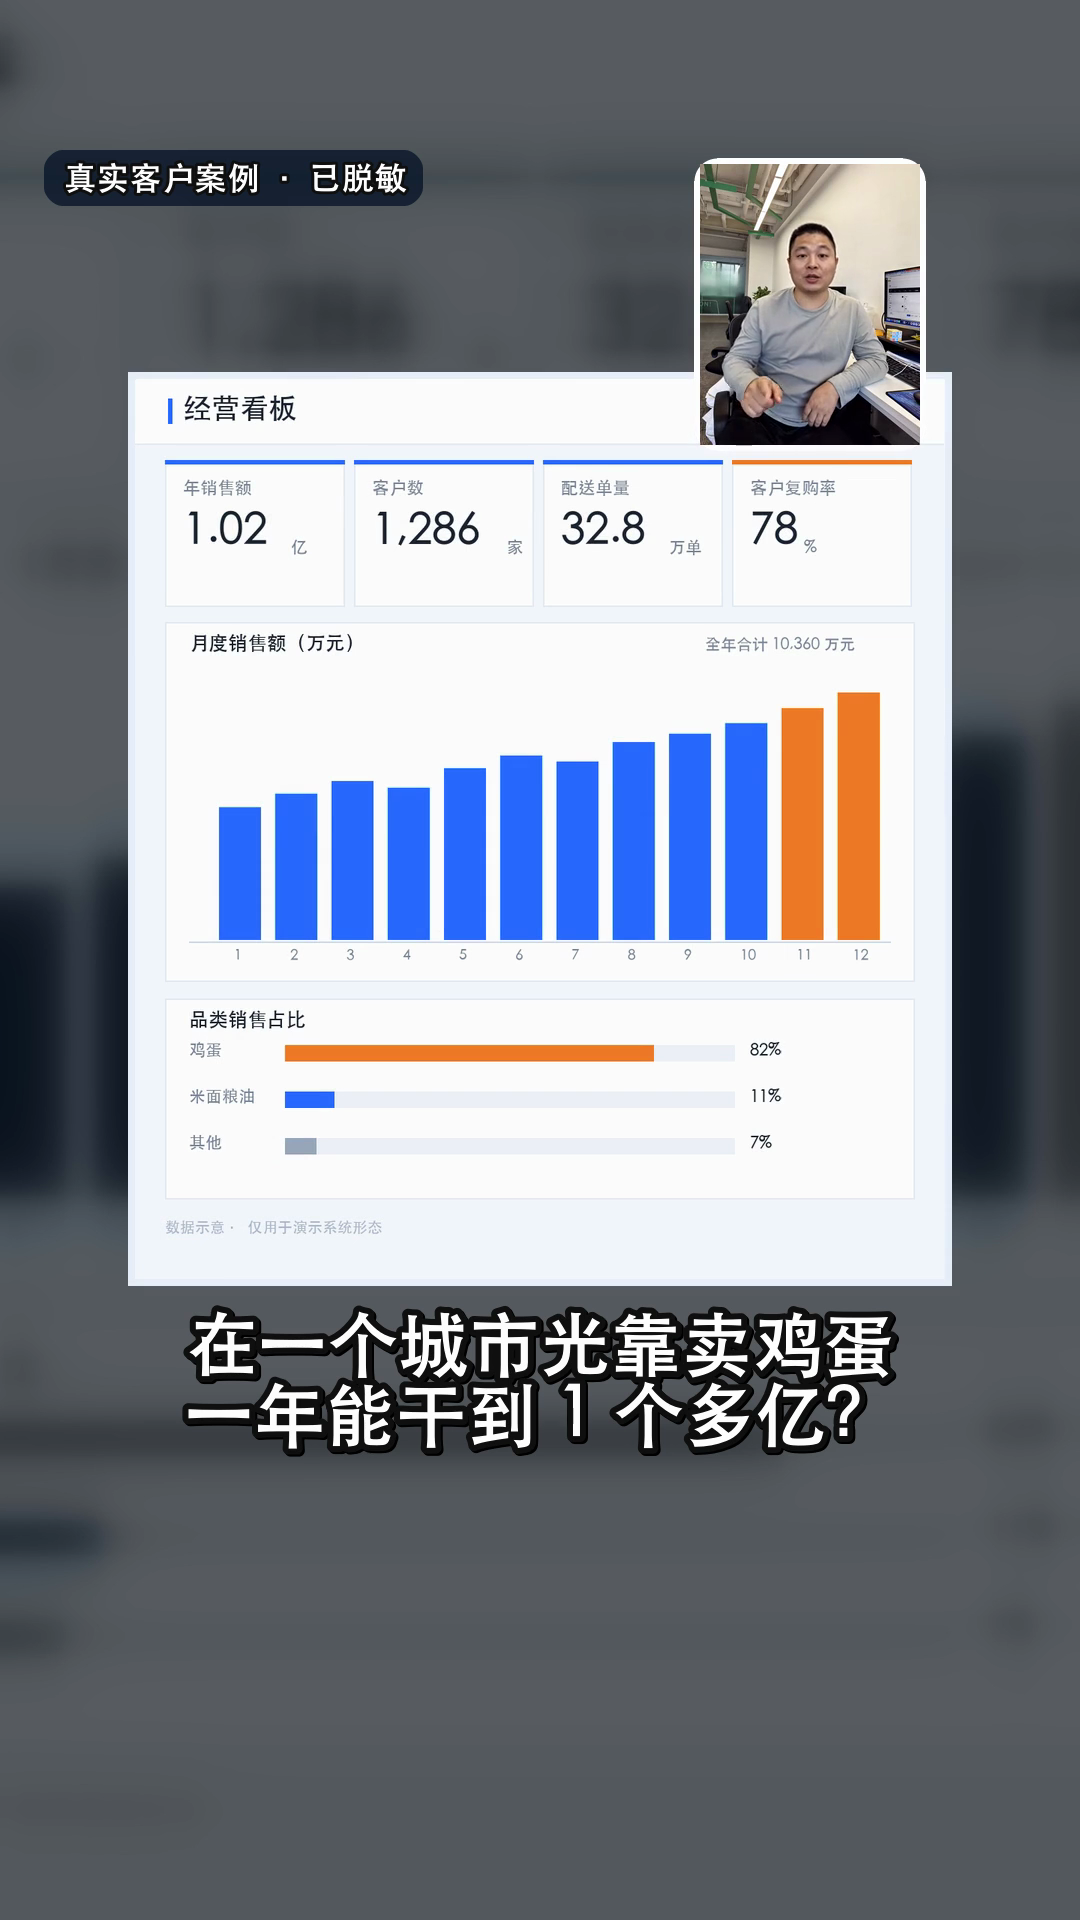 真实客户案例 · 已脱敏
经营看板
年销售额
1.02 亿
客户数
1,286 家
配送单量
32.8 万单
客户复购率
78 %
月度销售额（万元）
全年合计 10,360 万元
1 2 3 4 5 6 7 8 9 10 11 12
品类销售占比
鸡蛋 82%
米面粮油 11%
其他 7%
数据示意 · 仅用于演示系统形态
在一个城市光靠卖鸡蛋
一年能干到 1 个多亿？